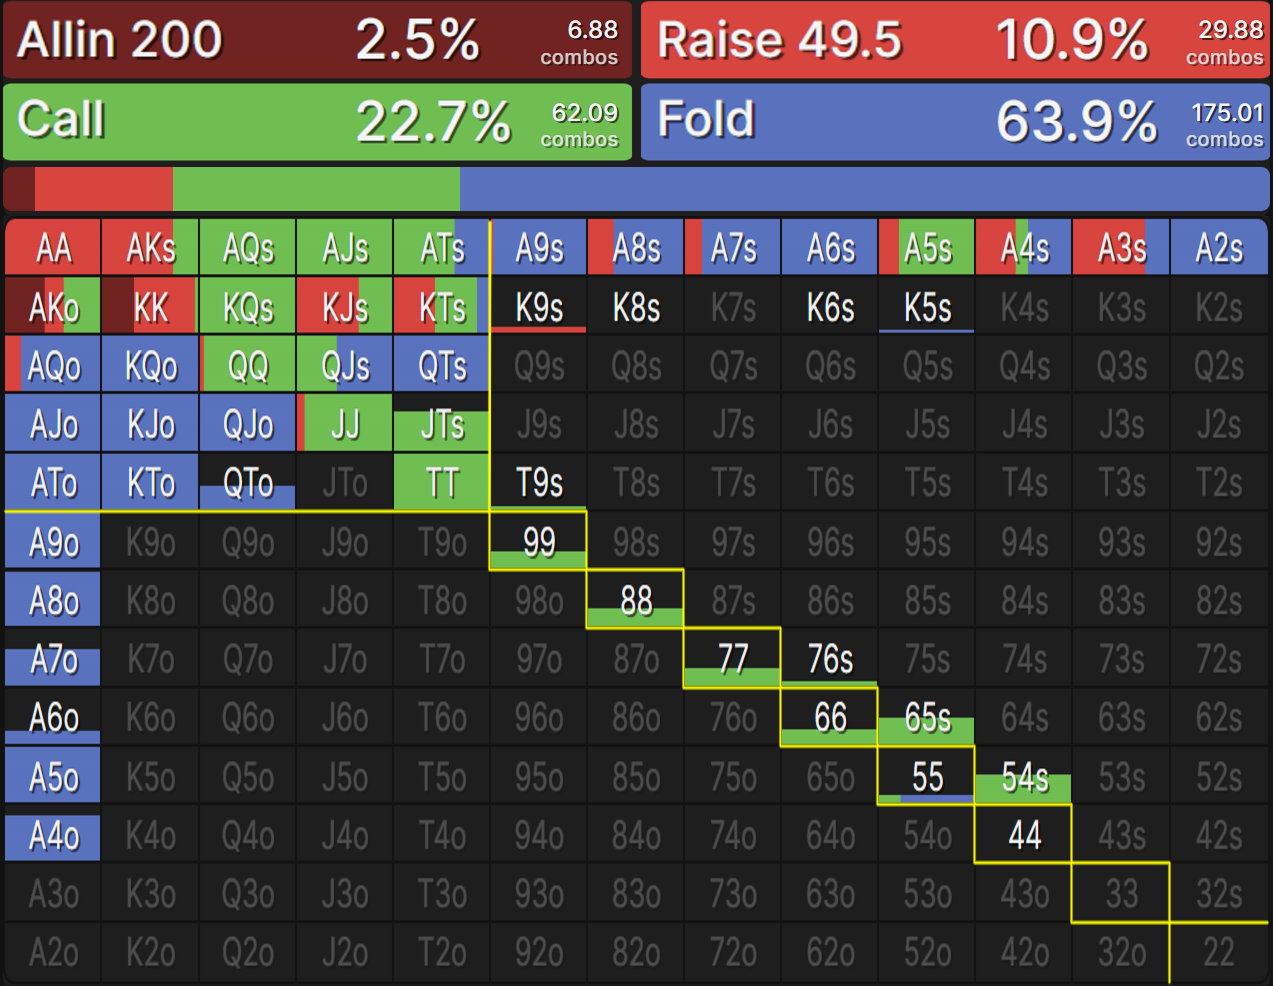 Allin 200 2.5% 6.88 combos Raise 49.5 10.9% 29.88 combos
Call 22.7% 62.09 combos Fold 63.9% 175.01 combos
AA AKs AQs AJs ATs A9s A8s A7s A6s A5s A4s A3s A2s
AKo KK KQs KJs KTs K9s K8s K7s K6s K5s K4s K3s K2s
AQo KQo QQ QJs QTs Q9s Q8s Q7s Q6s Q5s Q4s Q3s Q2s
AJo KJo QJo JJ JTs J9s J8s J7s J6s J5s J4s J3s J2s
ATo KTo QTo JTo TT T9s T8s T7s T6s T5s T4s T3s T2s
A9o K9o Q9o J9o T9o 99 98s 97s 96s 95s 94s 93s 92s
A8o K8o Q8o J8o T8o 98o 88 87s 86s 85s 84s 83s 82s
A7o K7o Q7o J7o T7o 97o 87o 77 76s 75s 74s 73s 72s
A6o K6o Q6o J6o T6o 96o 86o 76o 66 65s 64s 63s 62s
A5o K5o Q5o J5o T5o 95o 85o 75o 65o 55 54s 53s 52s
A4o K4o Q4o J4o T4o 94o 84o 74o 64o 54o 44 43s 42s
A3o K3o Q3o J3o T3o 93o 83o 73o 63o 53o 43o 33 32s
A2o K2o Q2o J2o T2o 92o 82o 72o 62o 52o 42o 32o 22